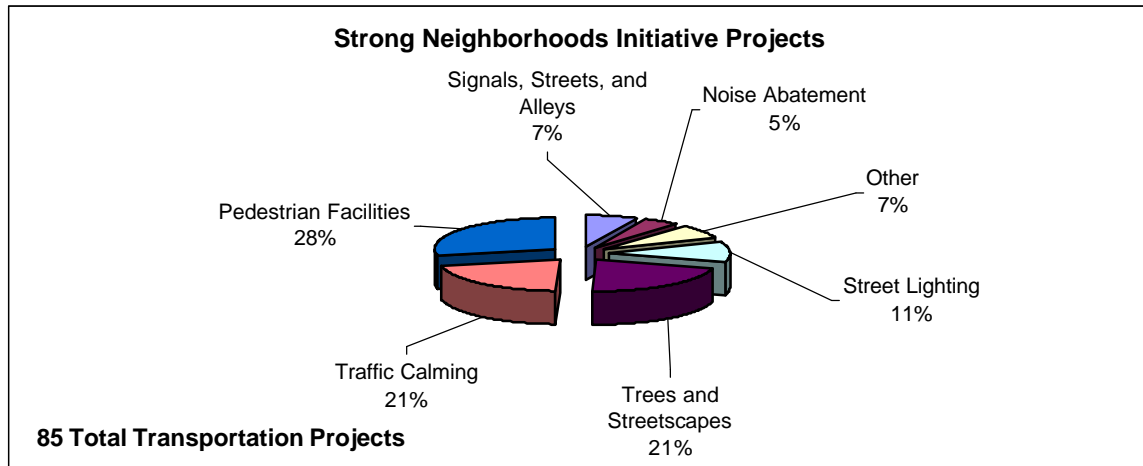 Strong Neighborhoods Initiative Projects
Signals, Streets, and
Alleys
7%
Noise Abatement
5%
Other
7%
Pedestrian Facilities
28%
Street Lighting
11%
Traffic Calming
21%
Trees and
Streetscapes
21%
85 Total Transportation Projects